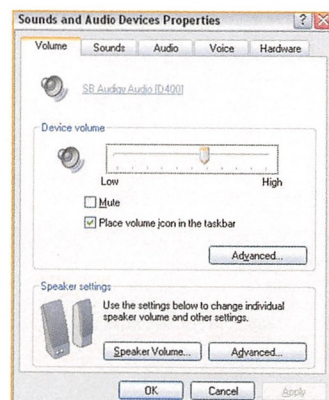 Sounds and Audio Devices Properties
Volume Sounds Audio Voice Hardware
SB Audigy Audio [D400]
Device volume
Low High
Mute
Place volume icon in the taskbar
Advanced...
Speaker settings
Use the settings below to change individual
speaker volume and other settings.
Speaker Volume... Advanced...
OK Cancel Apply